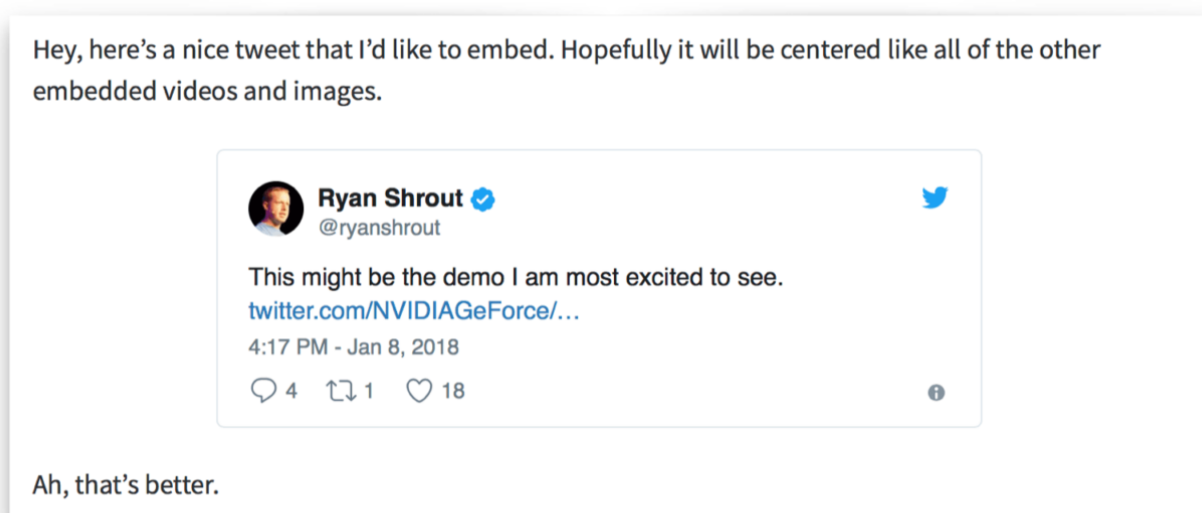 Hey, here’s a nice tweet that I’d like to embed. Hopefully it will be centered like all of the other
embedded videos and images.
Ryan Shrout
@ryanshrout
This might be the demo I am most excited to see.
twitter.com/NVIDIAGeForce/…
4:17 PM - Jan 8, 2018
4 1 18
Ah, that’s better.